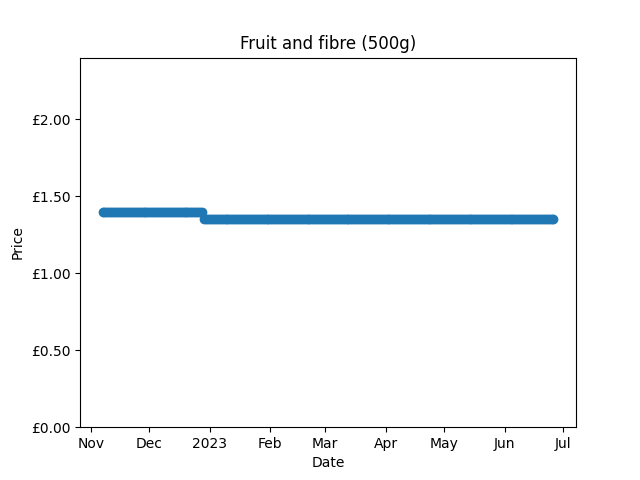 Fruit and fibre (500g)
£2.00
£1.50
£1.00
£0.50
£0.00
Price
Nov Dec 2023 Feb Mar Apr May Jun Jul
Date